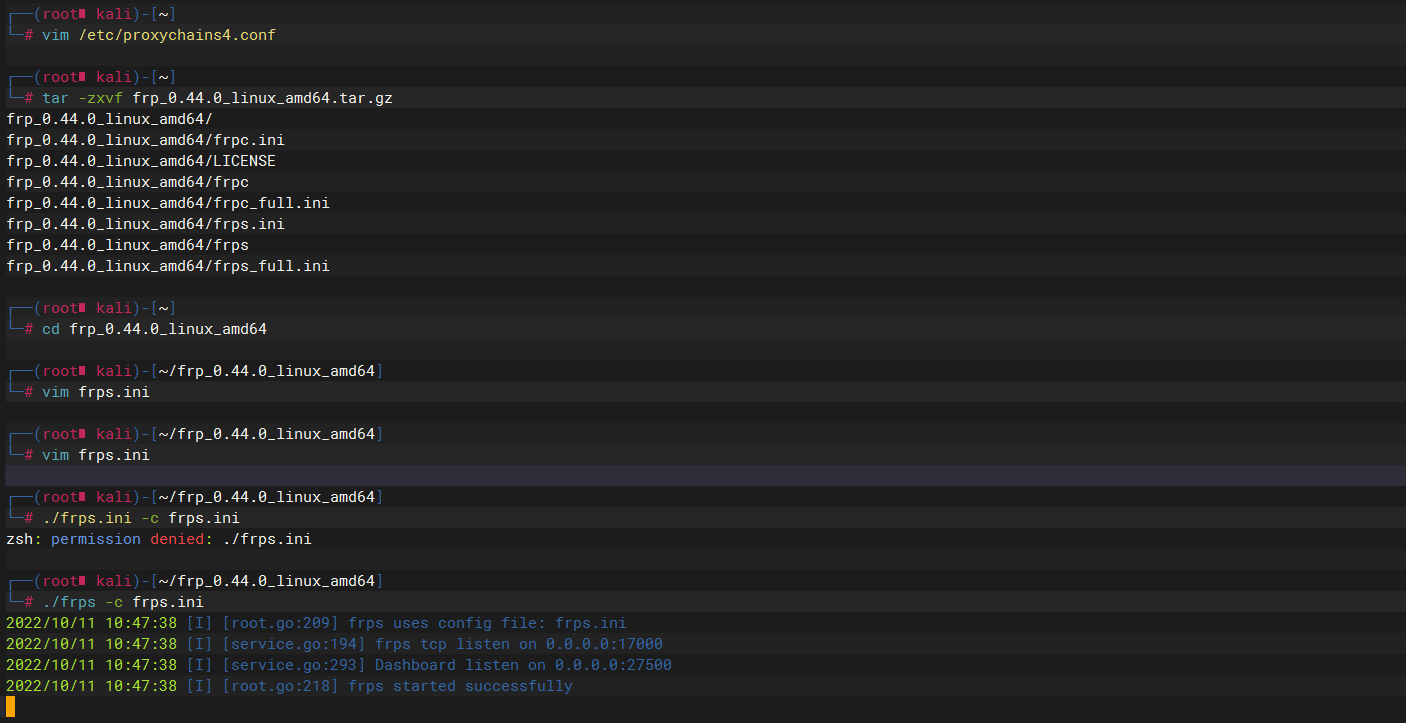 ┌──(root㉿ kali)-[~]
└─# vim /etc/proxychains4.conf
┌──(root㉿ kali)-[~]
└─# tar -zxvf frp_0.44.0_linux_amd64.tar.gz
frp_0.44.0_linux_amd64/
frp_0.44.0_linux_amd64/frpc.ini
frp_0.44.0_linux_amd64/LICENSE
frp_0.44.0_linux_amd64/frpc
frp_0.44.0_linux_amd64/frpc_full.ini
frp_0.44.0_linux_amd64/frps.ini
frp_0.44.0_linux_amd64/frps
frp_0.44.0_linux_amd64/frps_full.ini
┌──(root㉿ kali)-[~]
└─# cd frp_0.44.0_linux_amd64
┌──(root㉿ kali)-[~/frp_0.44.0_linux_amd64]
└─# vim frps.ini
┌──(root㉿ kali)-[~/frp_0.44.0_linux_amd64]
└─# vim frps.ini
┌──(root㉿ kali)-[~/frp_0.44.0_linux_amd64]
└─# ./frps.ini -c frps.ini
zsh: permission denied: ./frps.ini
┌──(root㉿ kali)-[~/frp_0.44.0_linux_amd64]
└─# ./frps -c frps.ini
2022/10/11 10:47:38 [I] [root.go:209] frps uses config file: frps.ini
2022/10/11 10:47:38 [I] [service.go:194] frps tcp listen on 0.0.0.0:17000
2022/10/11 10:47:38 [I] [service.go:293] Dashboard listen on 0.0.0.0:27500
2022/10/11 10:47:38 [I] [root.go:218] frps started successfully